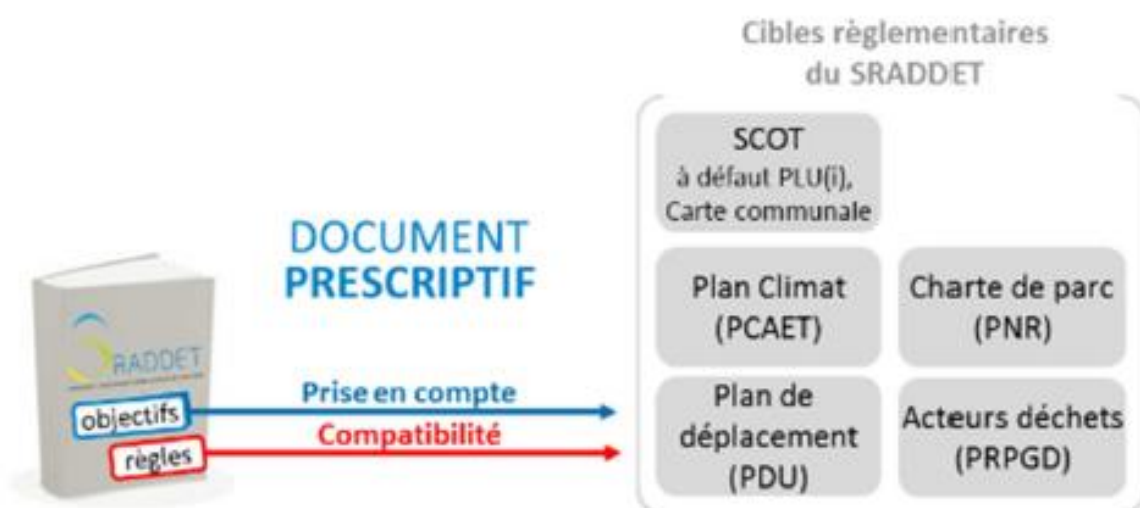 Cibles règlementaires
du SRADDET
SCOT
à défaut PLU(i),
Carte communale
DOCUMENT
PRESCRIPTIF
Plan Climat
(PCAET)
Charte de parc
(PNR)
SRADDET
objectifs
règles
Prise en compte
Compatibilité
Plan de
déplacement
(PDU)
Acteurs déchets
(PRPGD)